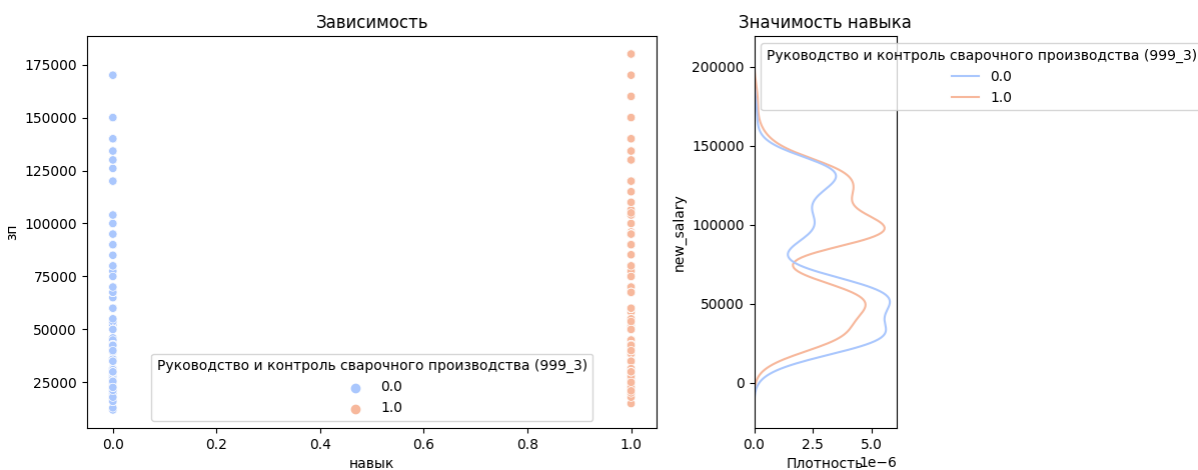 Зависимость
175000
150000
125000
100000
75000
50000
25000
зп
Руководство и контроль сварочного производства (999_3)
0.0
1.0
0.0
0.2
0.4
0.6
0.8
1.0
навык
Значимость навыка
Руководство и контроль сварочного производства (999_3)
0.0
1.0
200000
150000
100000
50000
0
new_salary
0.0
2.5
5.0
Плотность
1e−6